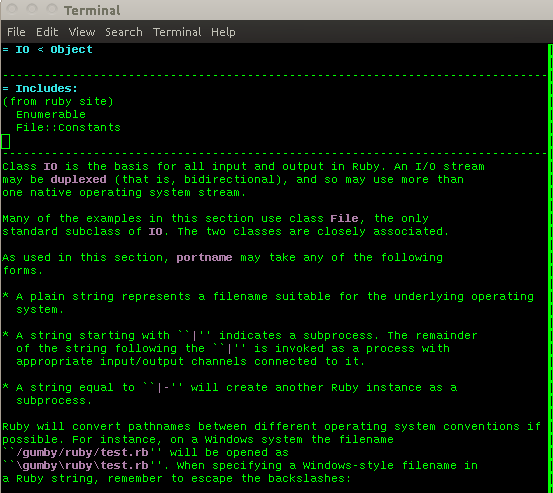 Terminal
File Edit View Search Terminal Help
= IO < Object
------------------------------------------------------------------------------
= Includes:
(from ruby site)
  Enumerable
  File::Constants
------------------------------------------------------------------------------
Class IO is the basis for all input and output in Ruby. An I/O stream
may be duplexed (that is, bidirectional), and so may use more than
one native operating system stream.
Many of the examples in this section use class File, the only
standard subclass of IO. The two classes are closely associated.
As used in this section, portname may take any of the following
forms.
* A plain string represents a filename suitable for the underlying operating
  system.
* A string starting with ``|'' indicates a subprocess. The remainder
  of the string following the ``|'' is invoked as a process with
  appropriate input/output channels connected to it.
* A string equal to ``|-'' will create another Ruby instance as a
  subprocess.
Ruby will convert pathnames between different operating system conventions if
possible. For instance, on a Windows system the filename
``/gumby/ruby/test.rb'' will be opened as
``\gumby\ruby\test.rb''. When specifying a Windows-style filename in
a Ruby string, remember to escape the backslashes: